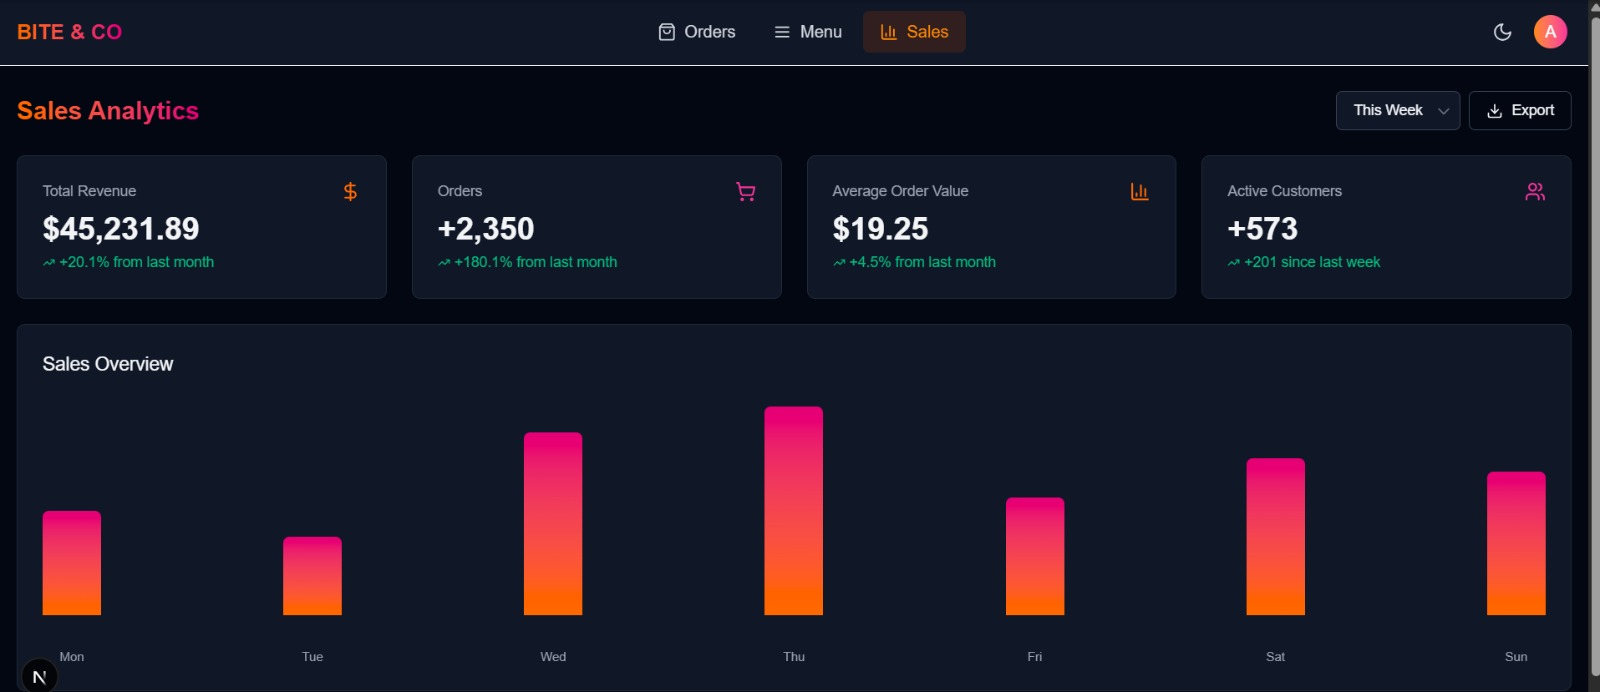 BITE & CO
Orders
Menu
Sales
A
Sales Analytics
This Week
Export
Total Revenue
$45,231.89
+20.1% from last month
Orders
+2,350
+180.1% from last month
Average Order Value
$19.25
+4.5% from last month
Active Customers
+573
+201 since last week
Sales Overview
Mon Tue Wed Thu Fri Sat Sun
N